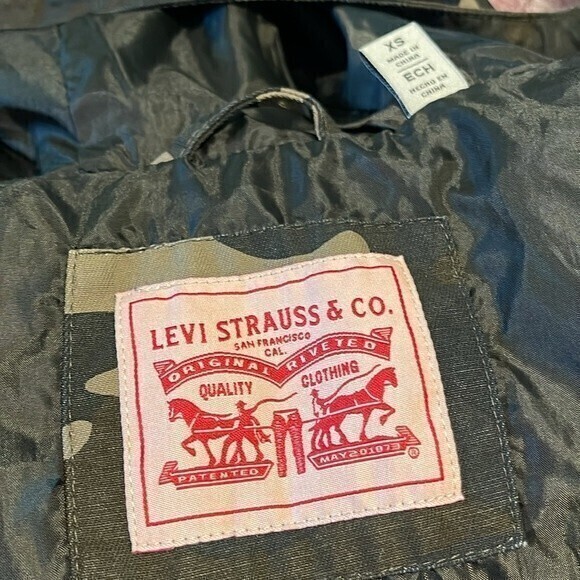 XS
MADE IN
CHINA
ECH
HECHO EN
CHINA
LEVI STRAUSS & CO.
SAN FRANCISCO
CAL.
ORIGINAL RIVETED
QUALITY CLOTHING
PATENTED MAY 20 1873
®